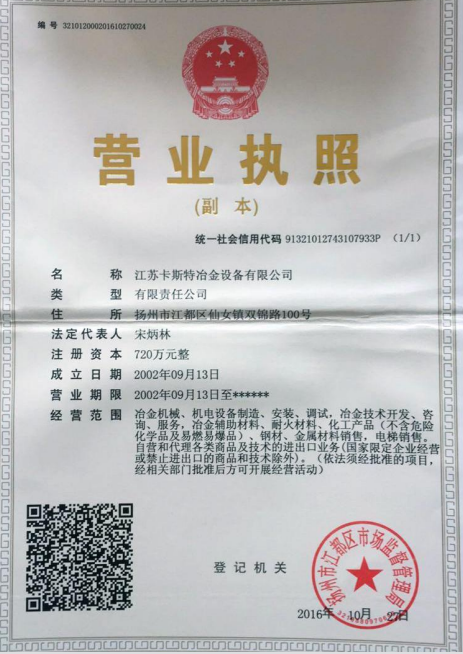 编 号 321012000201610270024
营业执照
(副 本)
统一社会信用代码 91321012743107933P (1/1)
名 称 江苏卡斯特冶金设备有限公司
类 型 有限责任公司
住 所 扬州市江都区仙女镇双锦路100号
法定代表人 宋炳林
注册资本 720万元整
成立日期 2002年09月13日
营业期限 2002年09月13日至******
经营范围 冶金机械、机电设备制造、安装、调试，冶金技术开发、咨
询、服务，冶金辅助材料、耐火材料、化工产品（不含危险
化学品及易燃易爆品）、钢材、金属材料销售，电梯销售。
自营和代理各类商品及技术的进出口业务(国家限定企业经营
或禁止进出口的商品和技术除外)。（依法须经批准的项目，
经相关部门批准后方可开展经营活动）
扬州市江都区市场监督管理局
登记机关
2016年 10月 27日